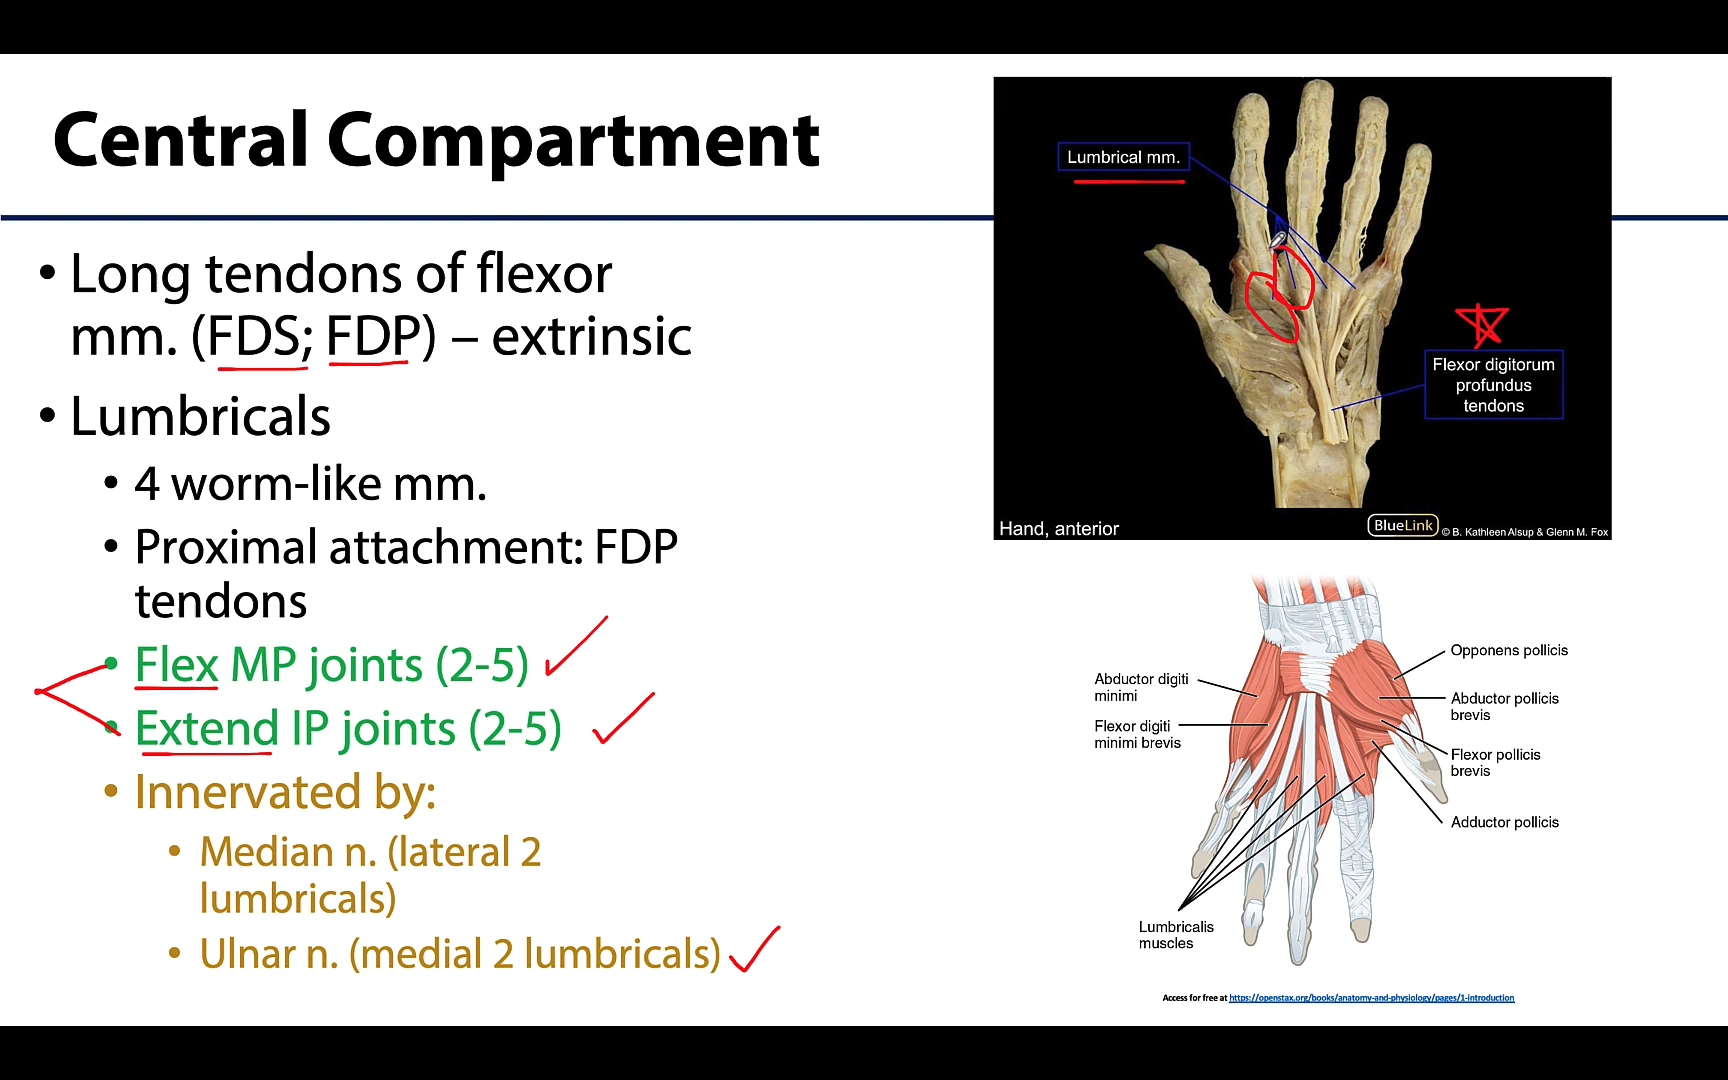 Central Compartment
• Long tendons of flexor
mm. (FDS; FDP) – extrinsic
• Lumbricals
• 4 worm-like mm.
• Proximal attachment: FDP
tendons
• Flex MP joints (2-5)
• Extend IP joints (2-5)
• Innervated by:
• Median n. (lateral 2
lumbricals)
• Ulnar n. (medial 2 lumbricals)
Lumbrical mm.
Flexor digitorum
profundus
tendons
Hand, anterior
BlueLink
© B. Kathleen Alsup & Glenn M. Fox
Abductor digiti
minimi
Flexor digiti
minimi brevis
Lumbricalis
muscles
Opponens pollicis
Abductor pollicis
brevis
Flexor pollicis
brevis
Adductor pollicis
Access for free at https://openstax.org/books/anatomy-and-physiology/pages/1-introduction